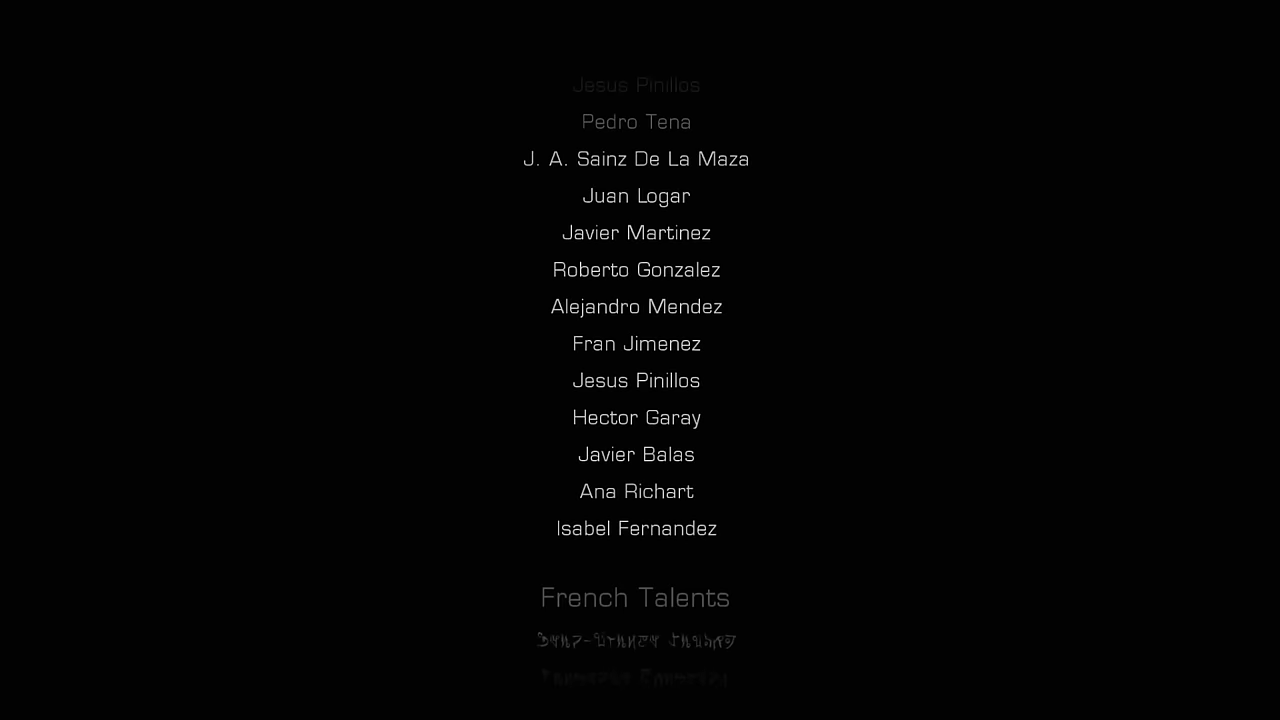 Jesus Pinillos
Pedro Tena
J. A. Sainz De La Maza
Juan Logar
Javier Martinez
Roberto Gonzalez
Alejandro Mendez
Fran Jimenez
Jesus Pinillos
Hector Garay
Javier Balas
Ana Richart
Isabel Fernandez
French Talents